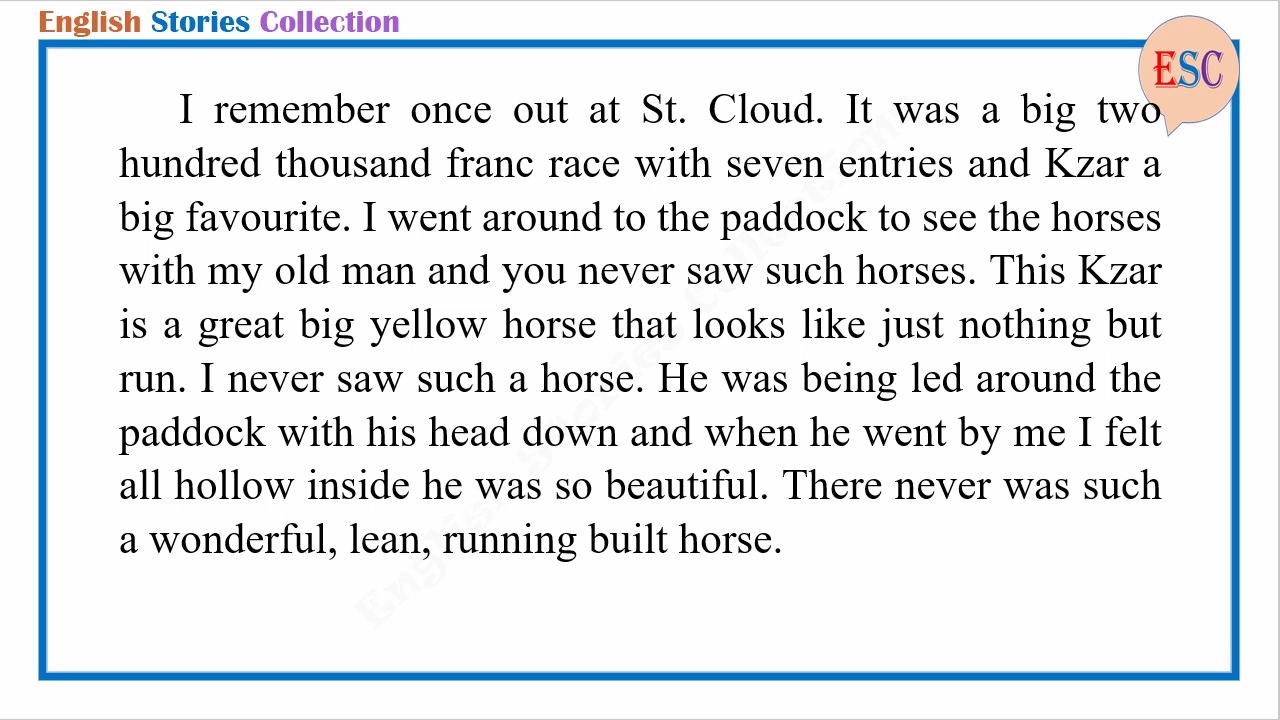 English Stories Collection
ESC
I remember once out at St. Cloud. It was a big two
hundred thousand franc race with seven entries and Kzar a
big favourite. I went around to the paddock to see the horses
with my old man and you never saw such horses. This Kzar
is a great big yellow horse that looks like just nothing but
run. I never saw such a horse. He was being led around the
paddock with his head down and when he went by me I felt
all hollow inside he was so beautiful. There never was such
a wonderful, lean, running built horse.
English Stories Collection